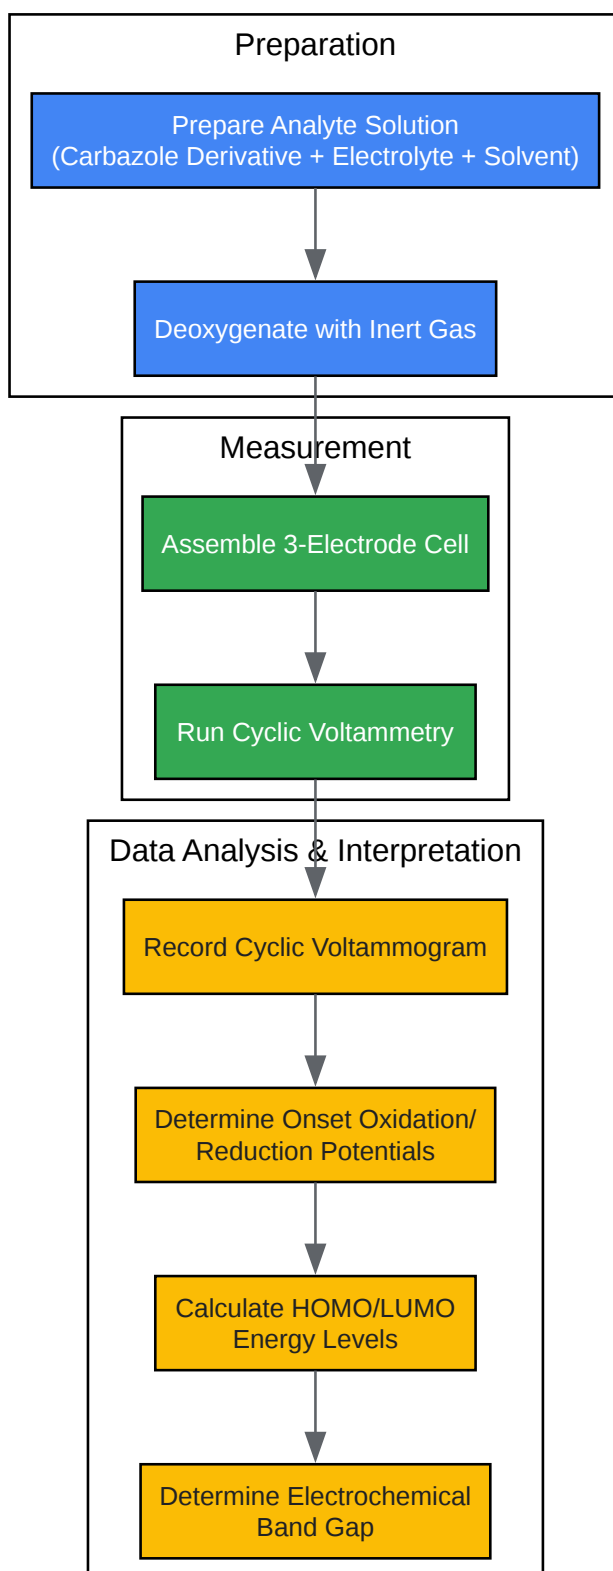 Preparation
Prepare Analyte Solution
(Carbazole Derivative + Electrolyte + Solvent)
Deoxygenate with Inert Gas
Measurement
Assemble 3-Electrode Cell
Run Cyclic Voltammetry
Data Analysis & Interpretation
Record Cyclic Voltammogram
Determine Onset Oxidation/
Reduction Potentials
Calculate HOMO/LUMO
Energy Levels
Determine Electrochemical
Band Gap